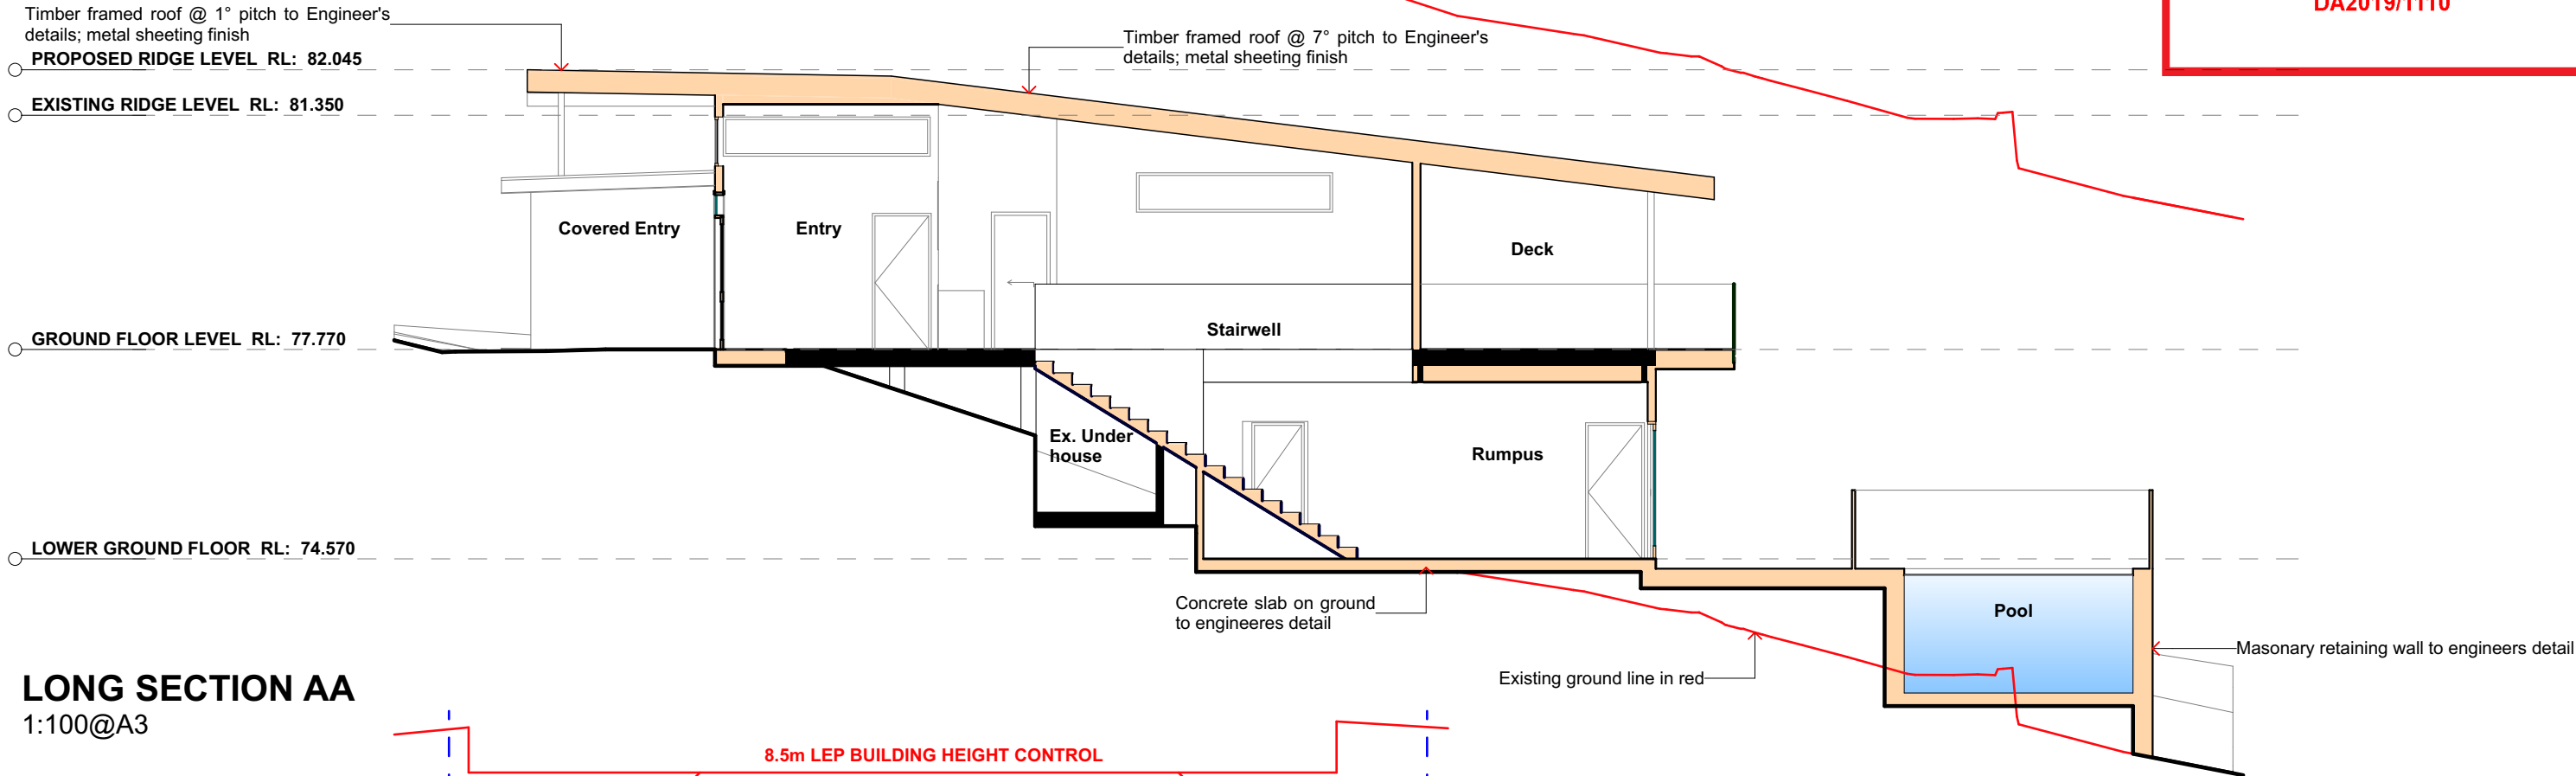 DA2019/1110
Timber framed roof @ 1° pitch to Engineer's
details; metal sheeting finish
Timber framed roof @ 7° pitch to Engineer's
details; metal sheeting finish
PROPOSED RIDGE LEVEL RL: 82.045
EXISTING RIDGE LEVEL RL: 81.350
Covered Entry
Entry
Deck
GROUND FLOOR LEVEL RL: 77.770
Stairwell
Ex. Under
house
Rumpus
LOWER GROUND FLOOR RL: 74.570
Concrete slab on ground
to engineeres detail
Pool
Masonary retaining wall to engineers detail
Existing ground line in red
LONG SECTION AA
1:100@A3
8.5m LEP BUILDING HEIGHT CONTROL